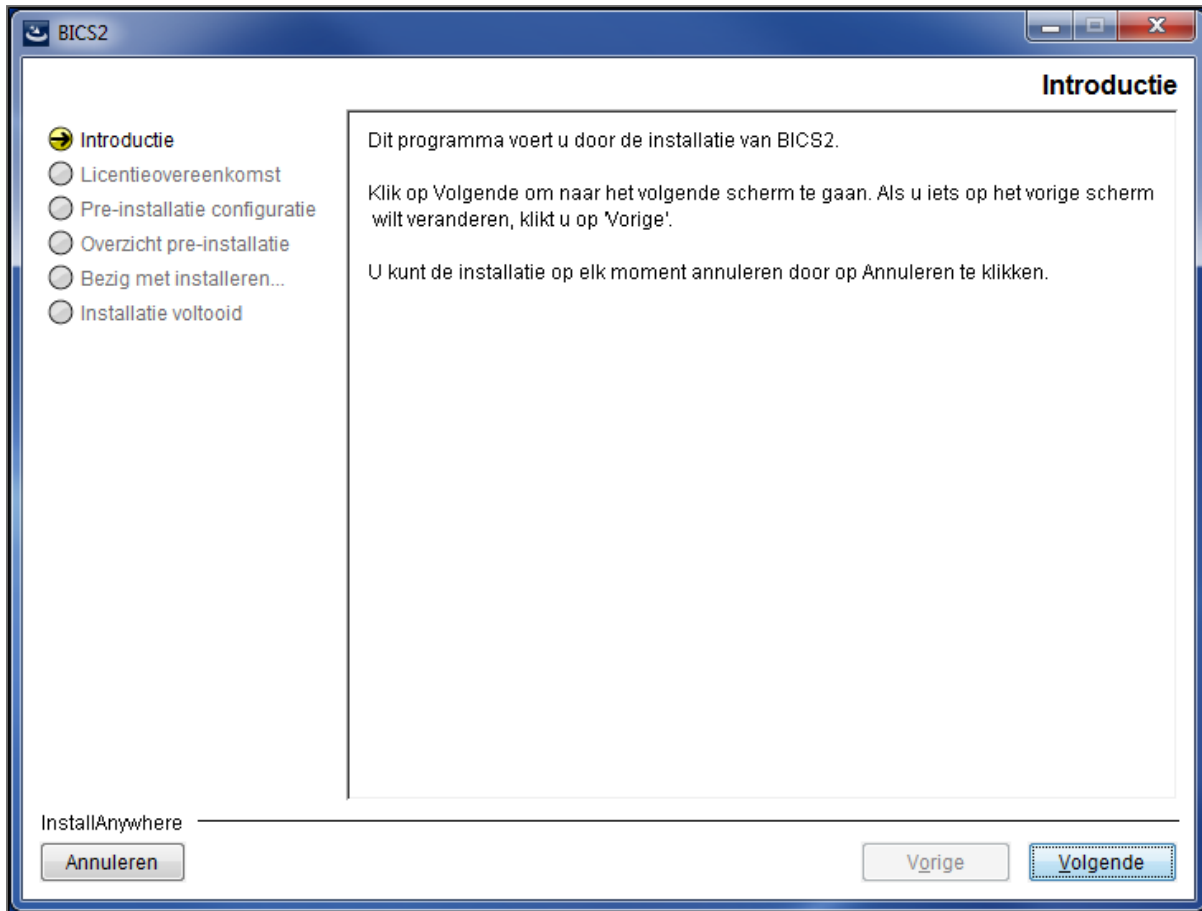 BICS2
Introductie
Introductie
Licentieovereenkomst
Pre-installatie configuratie
Overzicht pre-installatie
Bezig met installeren...
Installatie voltooid
Dit programma voert u door de installatie van BICS2.
Klik op Volgende om naar het volgende scherm te gaan. Als u iets op het vorige scherm
wilt veranderen, klikt u op 'Vorige'.
U kunt de installatie op elk moment annuleren door op Annuleren te klikken.
InstallAnywhere
Annuleren
Vorige
Volgende